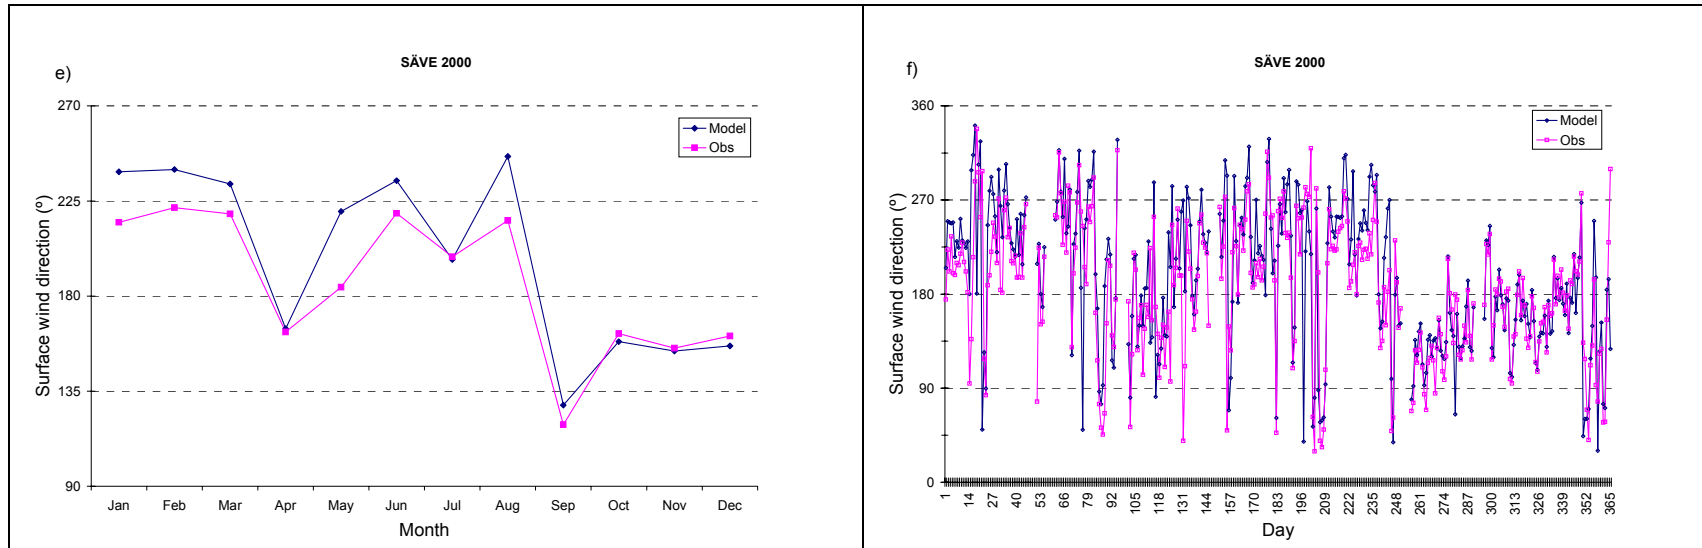 e)
SÄVE 2000
270
225
180
135
90
Surface wind direction (º)
Model
Obs
Jan Feb Mar Apr May Jun Jul Aug Sep Oct Nov Dec
Month
f)
SÄVE 2000
360
270
180
90
0
Surface wind direction (º)
Model
Obs
1 14 27 40 53 66 79 92 105 118 131 144 157 170 183 196 209 222 235 248 261 274 287 300 313 326 339 352 365
Day